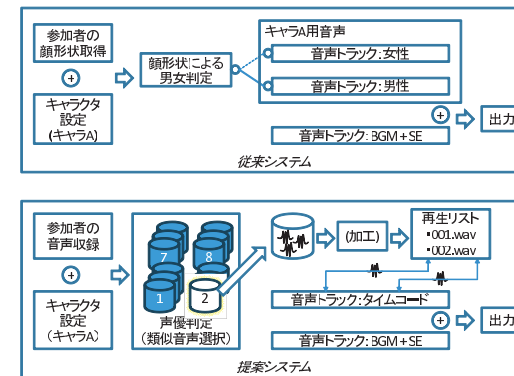 参加者の
顔形状取得
+
キャラクタ
設定
(キャラA)
顔形状による
男女判定
キャラA用音声
音声トラック:女性
音声トラック:男性
+
音声トラック:BGM+SE
出力
従来システム
参加者の
音声収録
+
キャラクタ
設定
(キャラA)
7
8
1
2
声優判定
(類似音声選択)
(加工)
再生リスト
・001.wav
・002.wav
音声トラック:タイムコード
+
音声トラック:BGM+SE
出力
提案システム